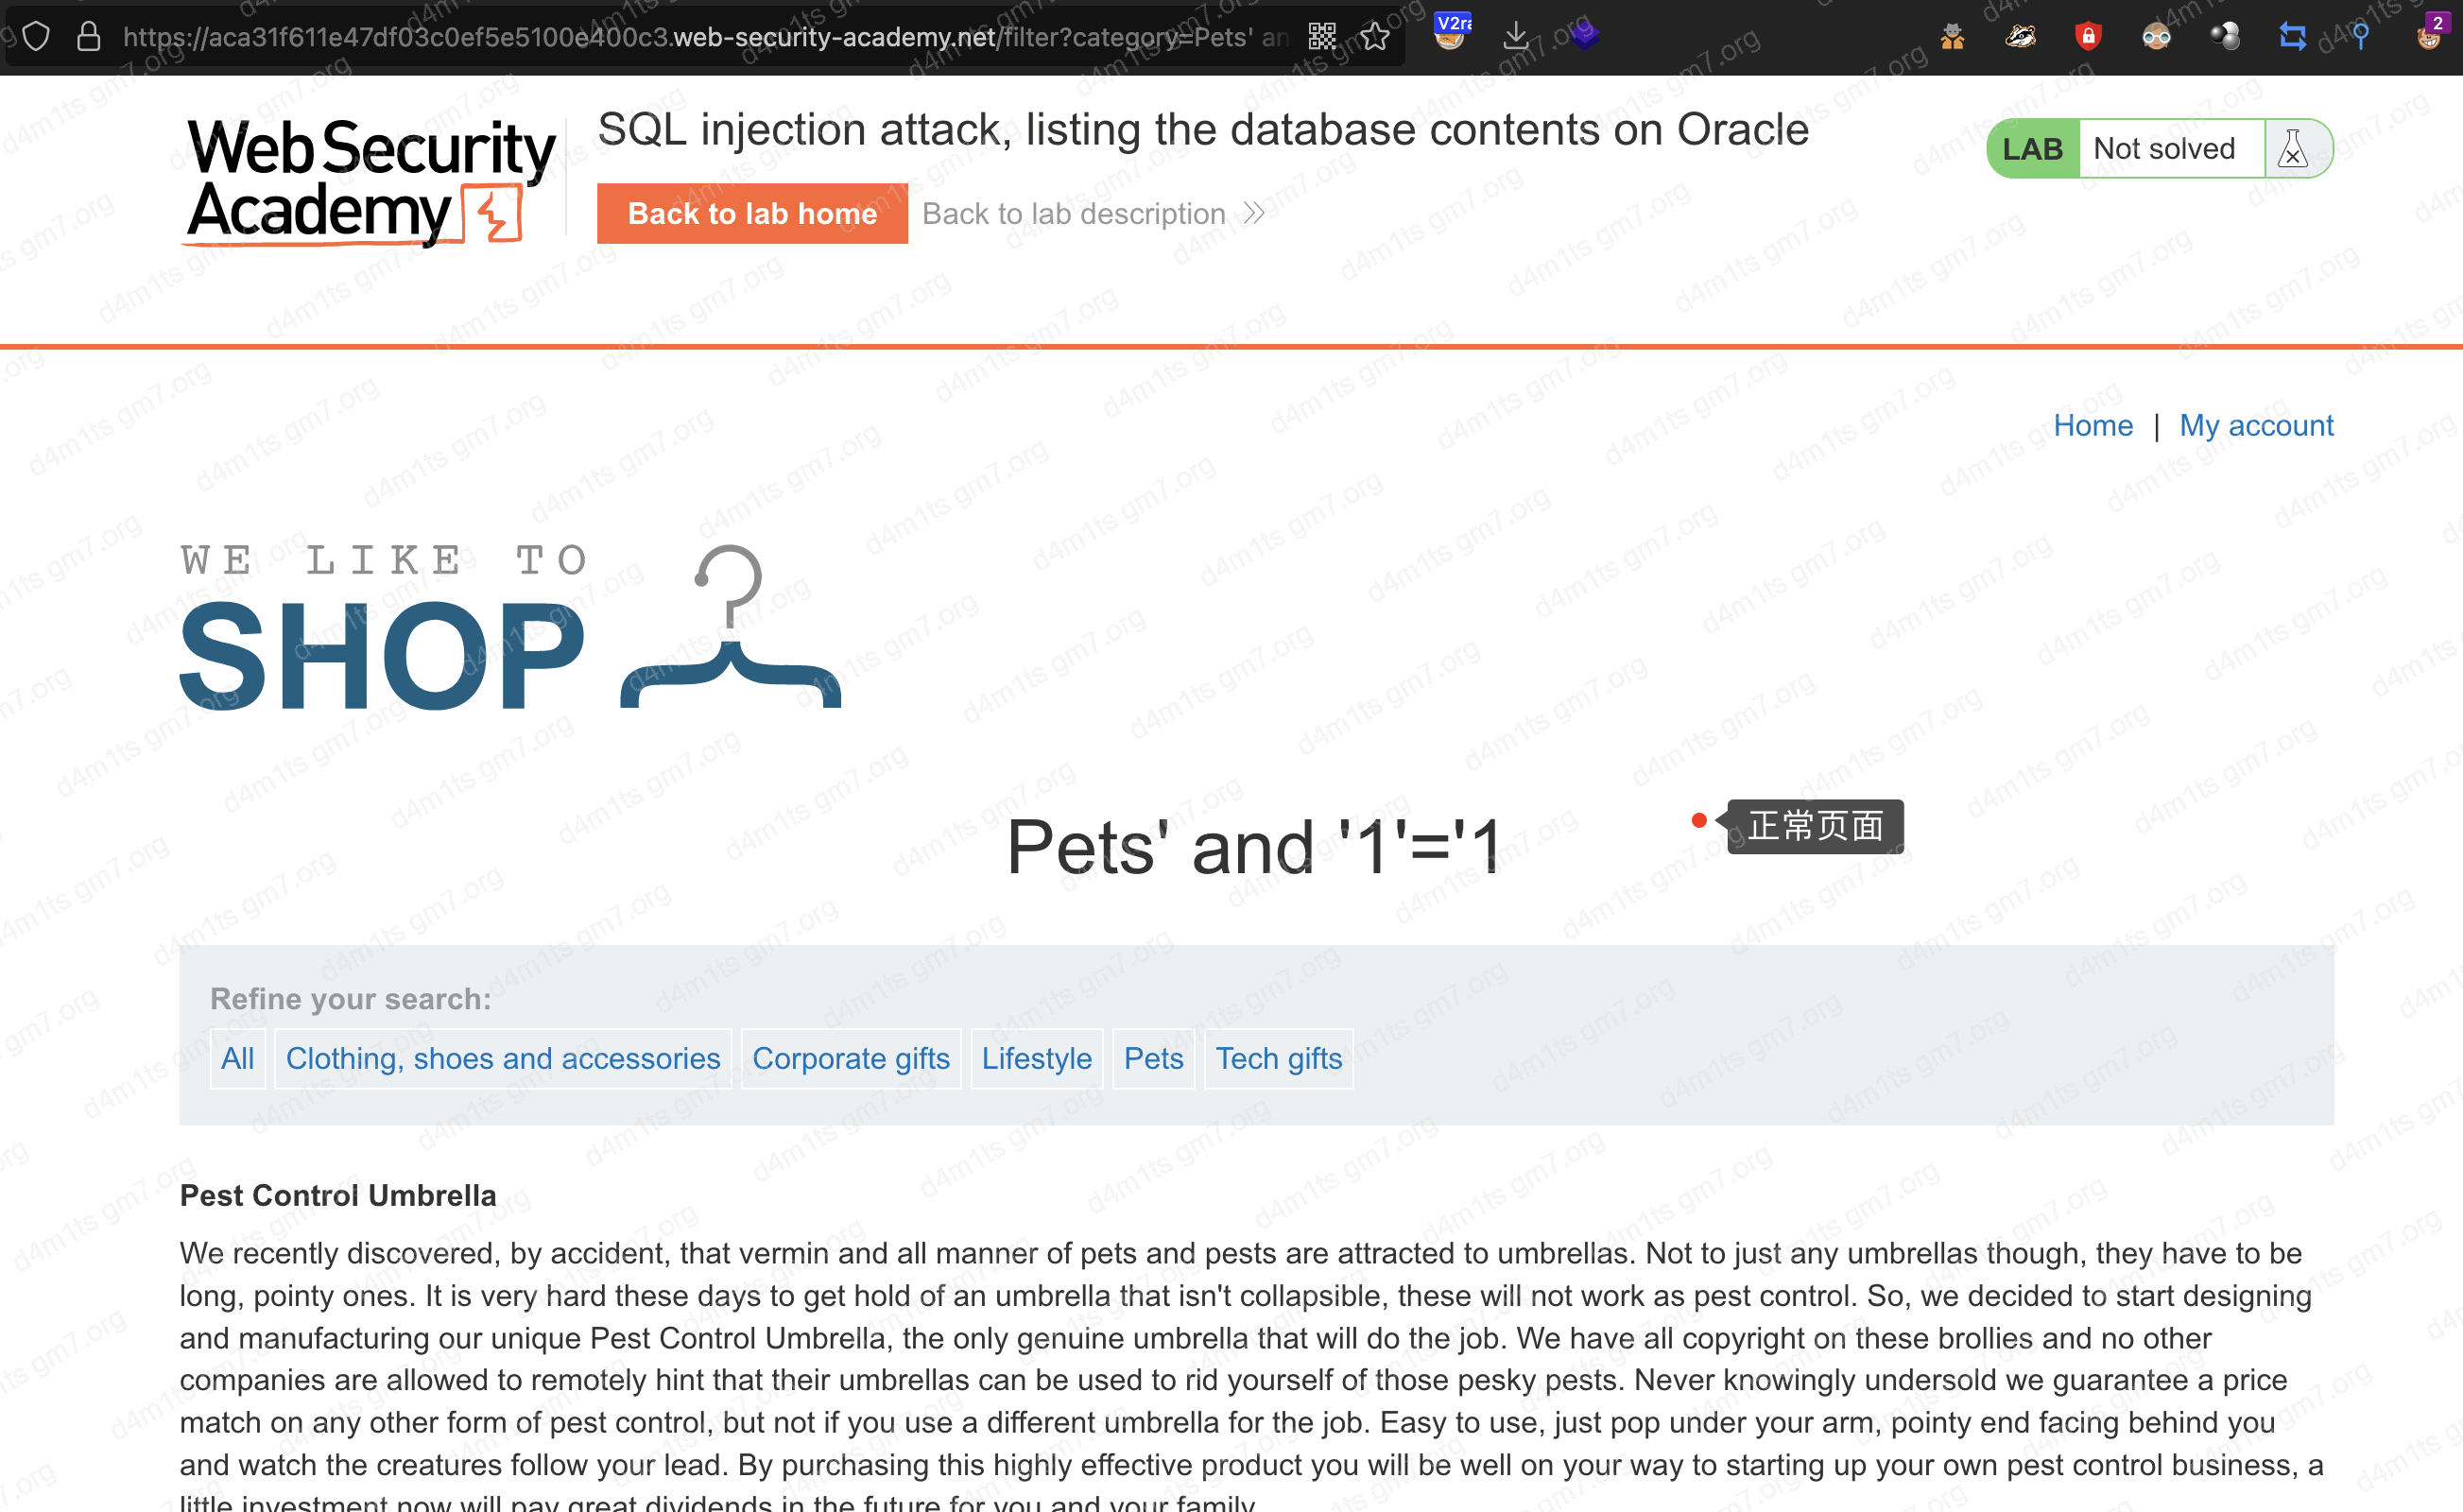 https://aca31f611e47df03c0ef5e5100e400c3.web-security-academy.net/filter?category=Pets' an
V2ra
2
WebSecurity
Academy
SQL injection attack, listing the database contents on Oracle
Back to lab home
Back to lab description
LAB
Not solved
Home | My account
WE LIKE TO
SHOP
Pets' and '1'='1
正常页面
Refine your search:
All
Clothing, shoes and accessories
Corporate gifts
Lifestyle
Pets
Tech gifts
Pest Control Umbrella
We recently discovered, by accident, that vermin and all manner of pets and pests are attracted to umbrellas. Not to just any umbrellas though, they have to be
long, pointy ones. It is very hard these days to get hold of an umbrella that isn't collapsible, these will not work as pest control. So, we decided to start designing
and manufacturing our unique Pest Control Umbrella, the only genuine umbrella that will do the job. We have all copyright on these brollies and no other
companies are allowed to remotely hint that their umbrellas can be used to rid yourself of those pesky pests. Never knowingly undersold we guarantee a price
match on any other form of pest control, but not if you use a different umbrella for the job. Easy to use, just pop under your arm, pointy end facing behind you
and watch the creatures follow your lead. By purchasing this highly effective product you will be well on your way to starting up your own pest control business, a
little investment now will pay great dividends in the future for you and your family.
d4m1ts gm7.org